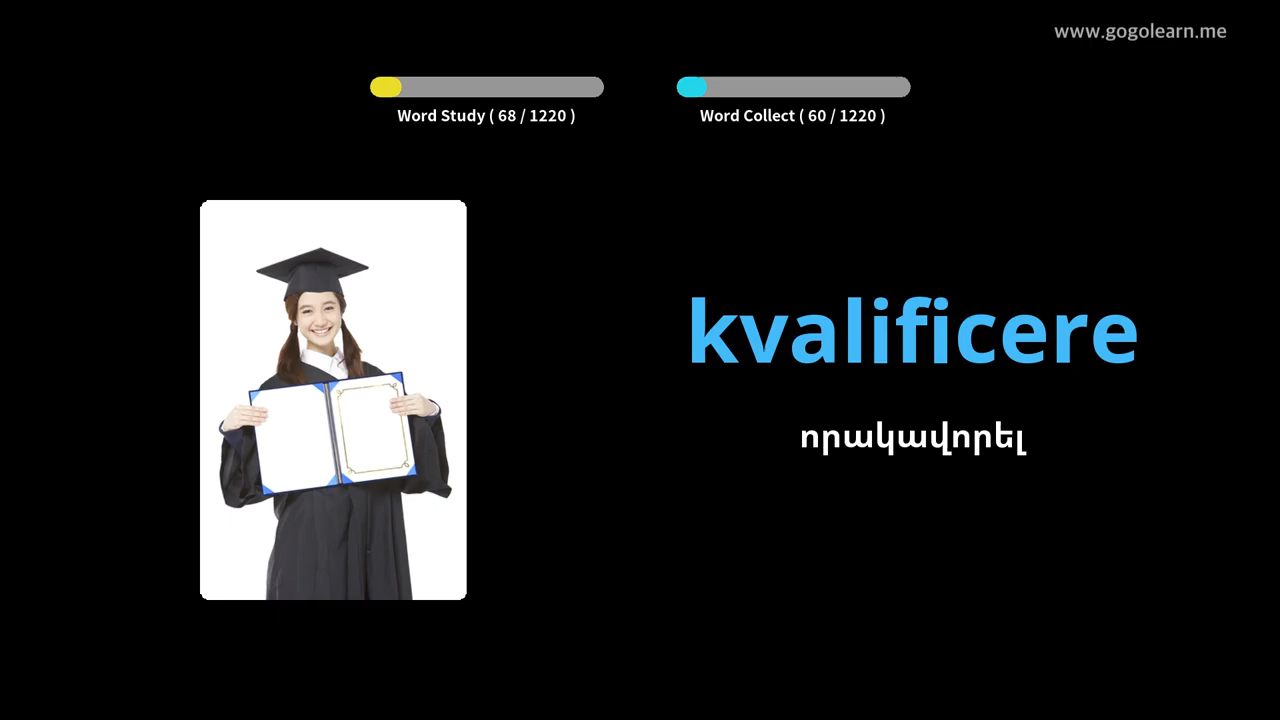 www.gogolearn.me
Word Study ( 68 / 1220 )
Word Collect ( 60 / 1220 )
kvalificere
որակավորել